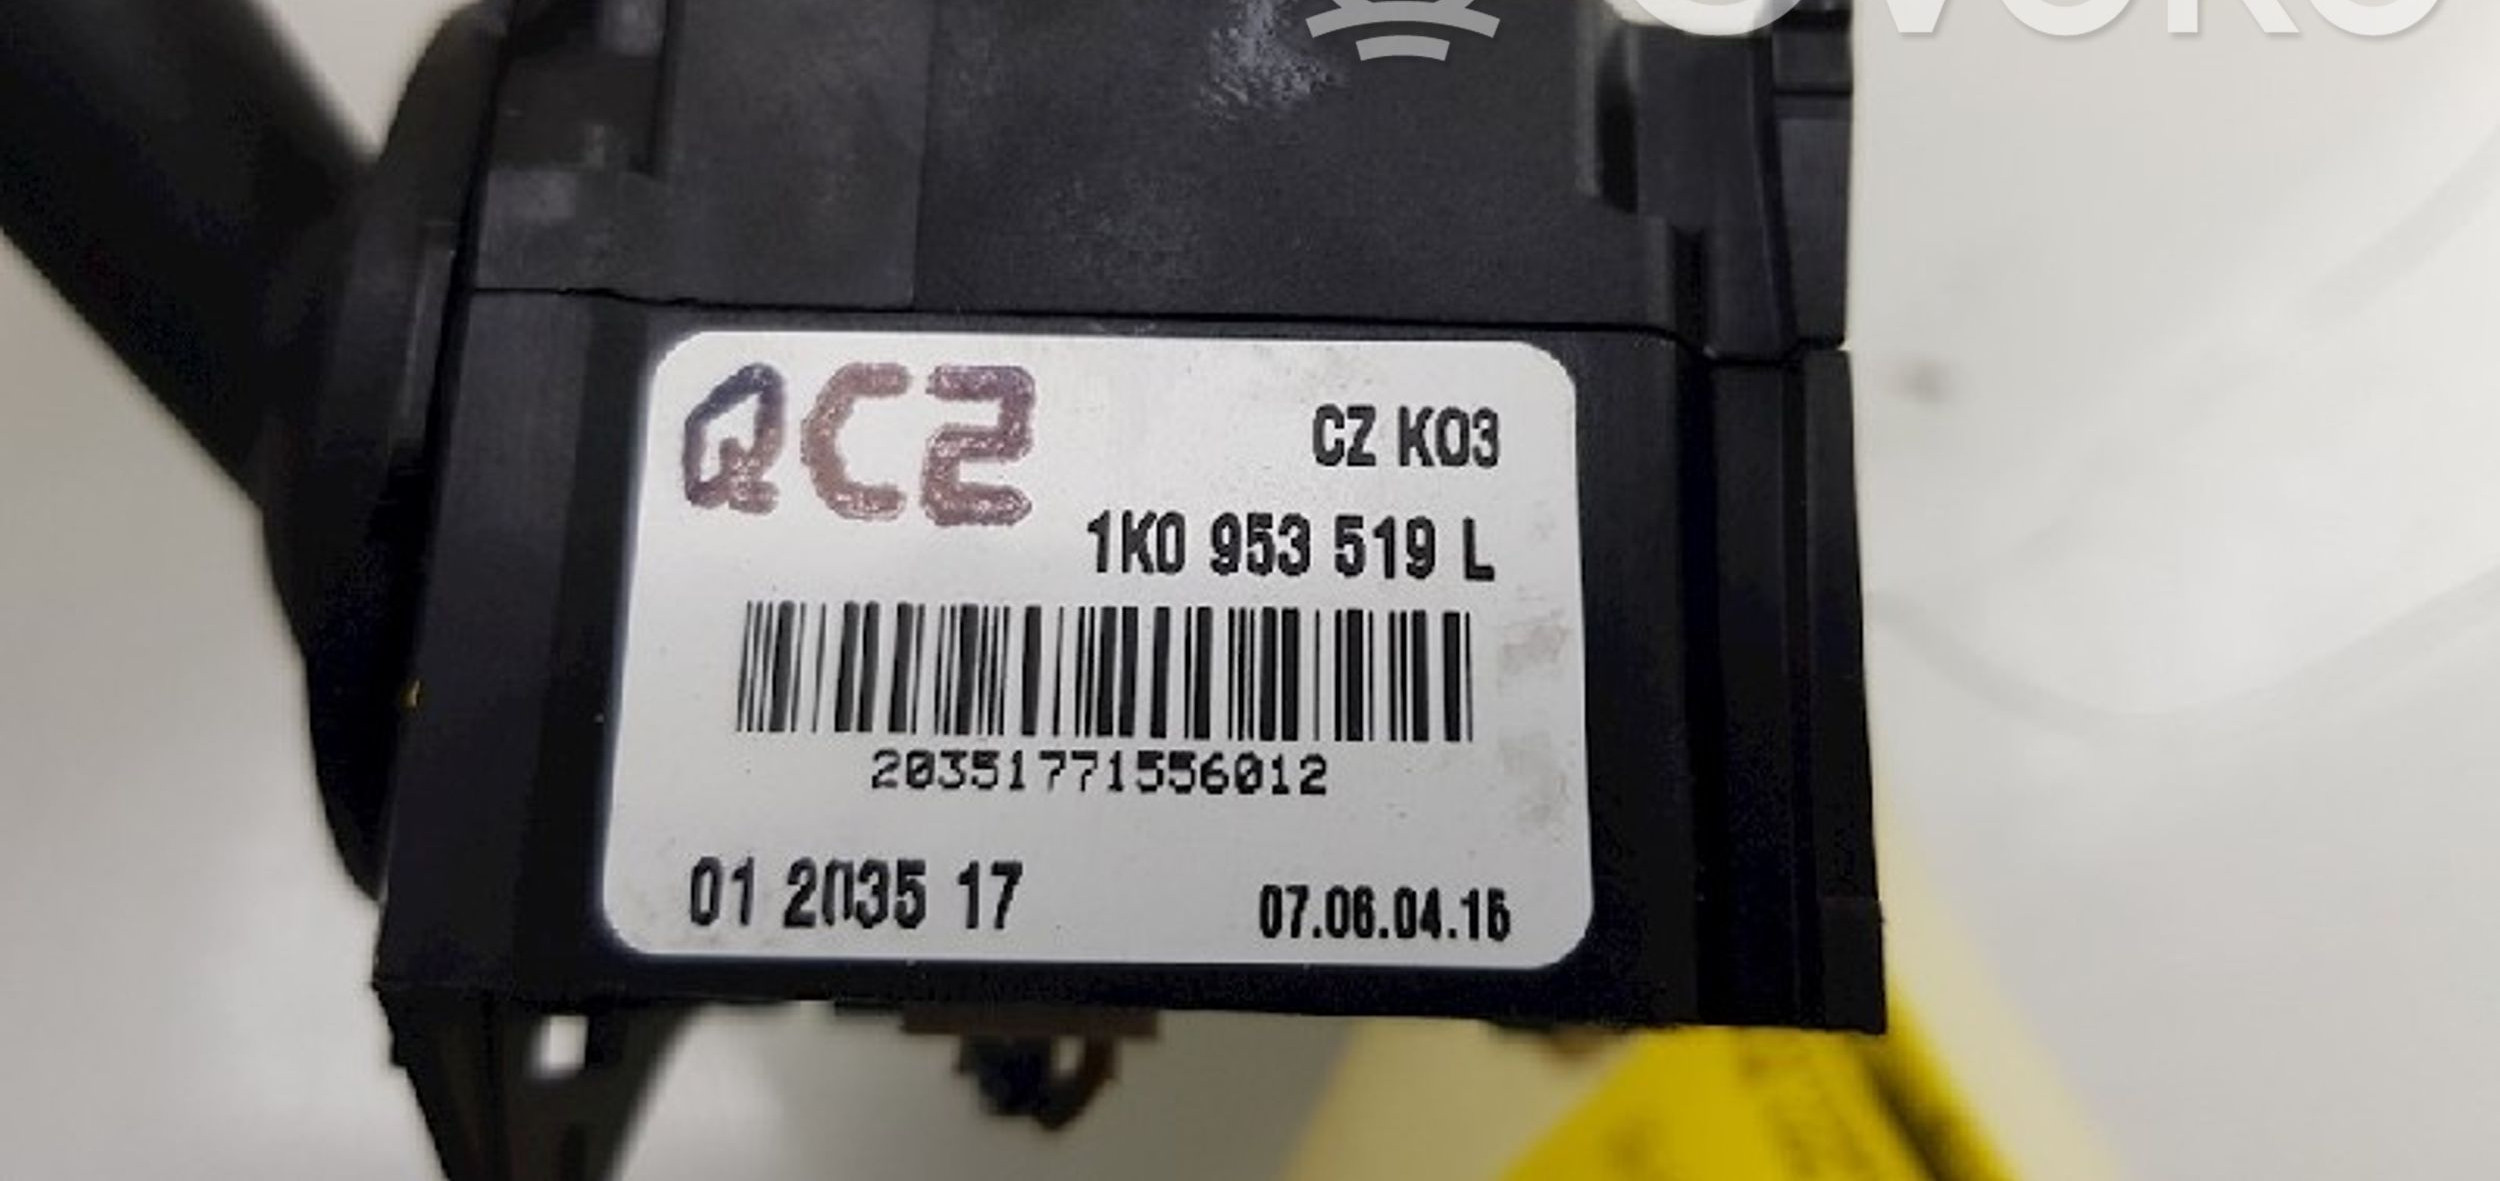 QC2
CZ K03
1K0 953 519 L
20351771556012
01 2035 17
07.06.04.16